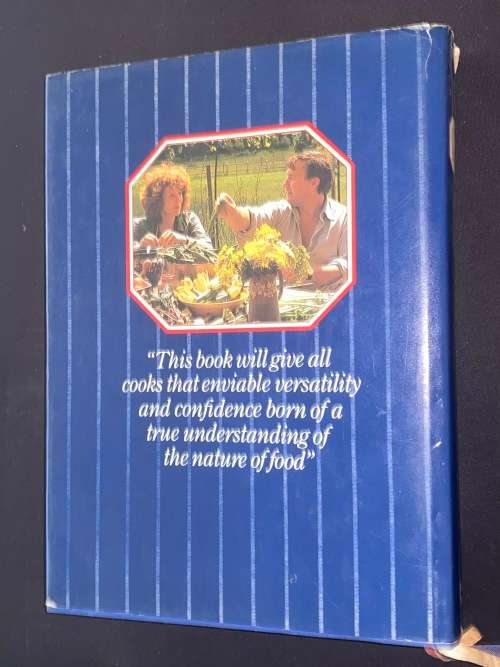 “This book will give all
cooks that enviable versatility
and confidence born of a
true understanding of
the nature of food”